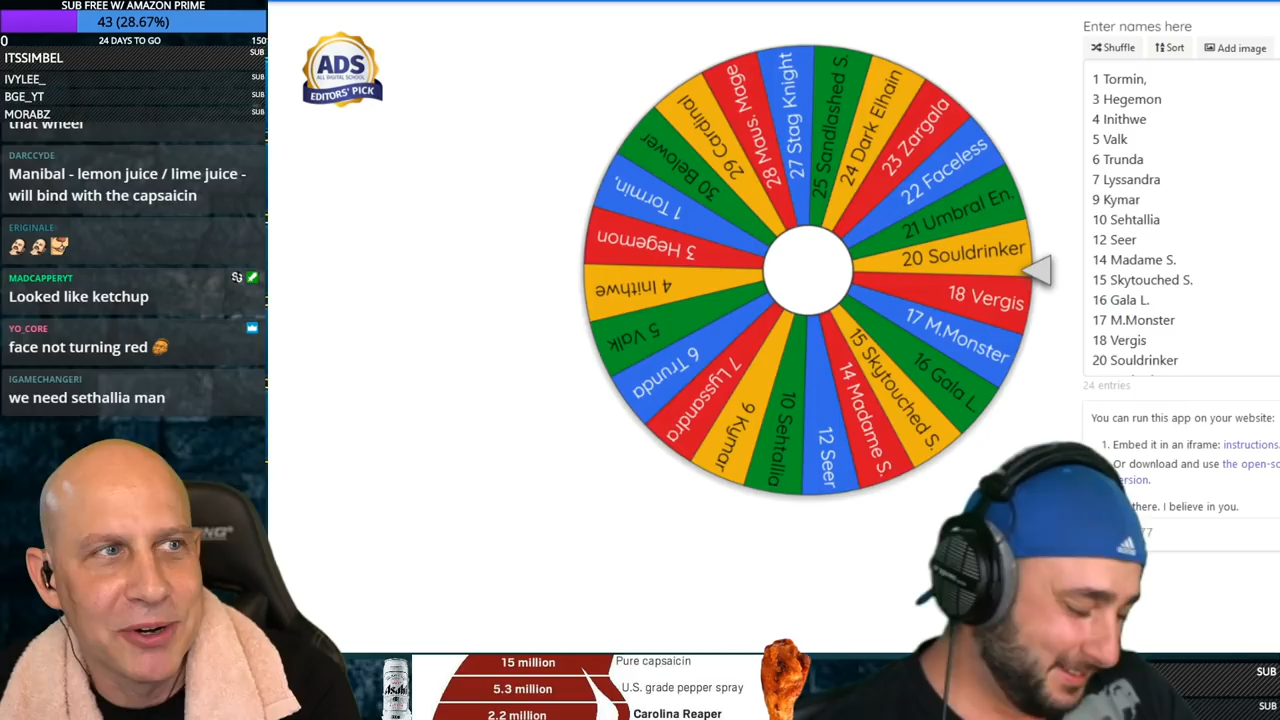 SUB FREE W/ AMAZON PRIME
43 (28.67%)
0
24 DAYS TO GO
150
ITSSIMBEL SUB
IVYLEE_ SUB
BGE_YT SUB
MORABZ SUB
that wheel
DARCCYDE
Manibal - lemon juice / lime juice -
will bind with the capsaicin
ERIGINALE
MADCAPPERYT
Looked like ketchup
YO_CORE
face not turning red
IGAMECHANGERI
we need sethallia man
ADS
ALL DIGITAL SCHOOL
EDITORS' PICK
27 Stag Knight
25 Sandlashed S.
24 Dark Elhain
23 Zargala
22 Faceless
21 Umbral En.
20 Souldrinker
18 Vergis
17 M.Monster
16 Gala L.
15 Skytouched S.
14 Madame S.
12 Seer
10 Sehtallia
9 Kymar
7 Lyssandra
6 Trunda
5 Valk
4 Inithwe
3 Hegemon
1 Tormin,
30 Belower
29 Cardinal
28 Maus. Mage
Enter names here
Shuffle
Sort
Add image
1 Tormin,
3 Hegemon
4 Inithwe
5 Valk
6 Trunda
7 Lyssandra
9 Kymar
10 Sehtallia
12 Seer
14 Madame S.
15 Skytouched S.
16 Gala L.
17 M.Monster
18 Vergis
20 Souldrinker
24 entries
You can run this app on your website:
1. Embed it in an iframe: instructions.
Or download and use the open-so
ersion.
there. I believe in you.
77
15 million
Pure capsaicin
5.3 million
U.S. grade pepper spray
2.2 million
Carolina Reaper
Asahi
SUB
SUB